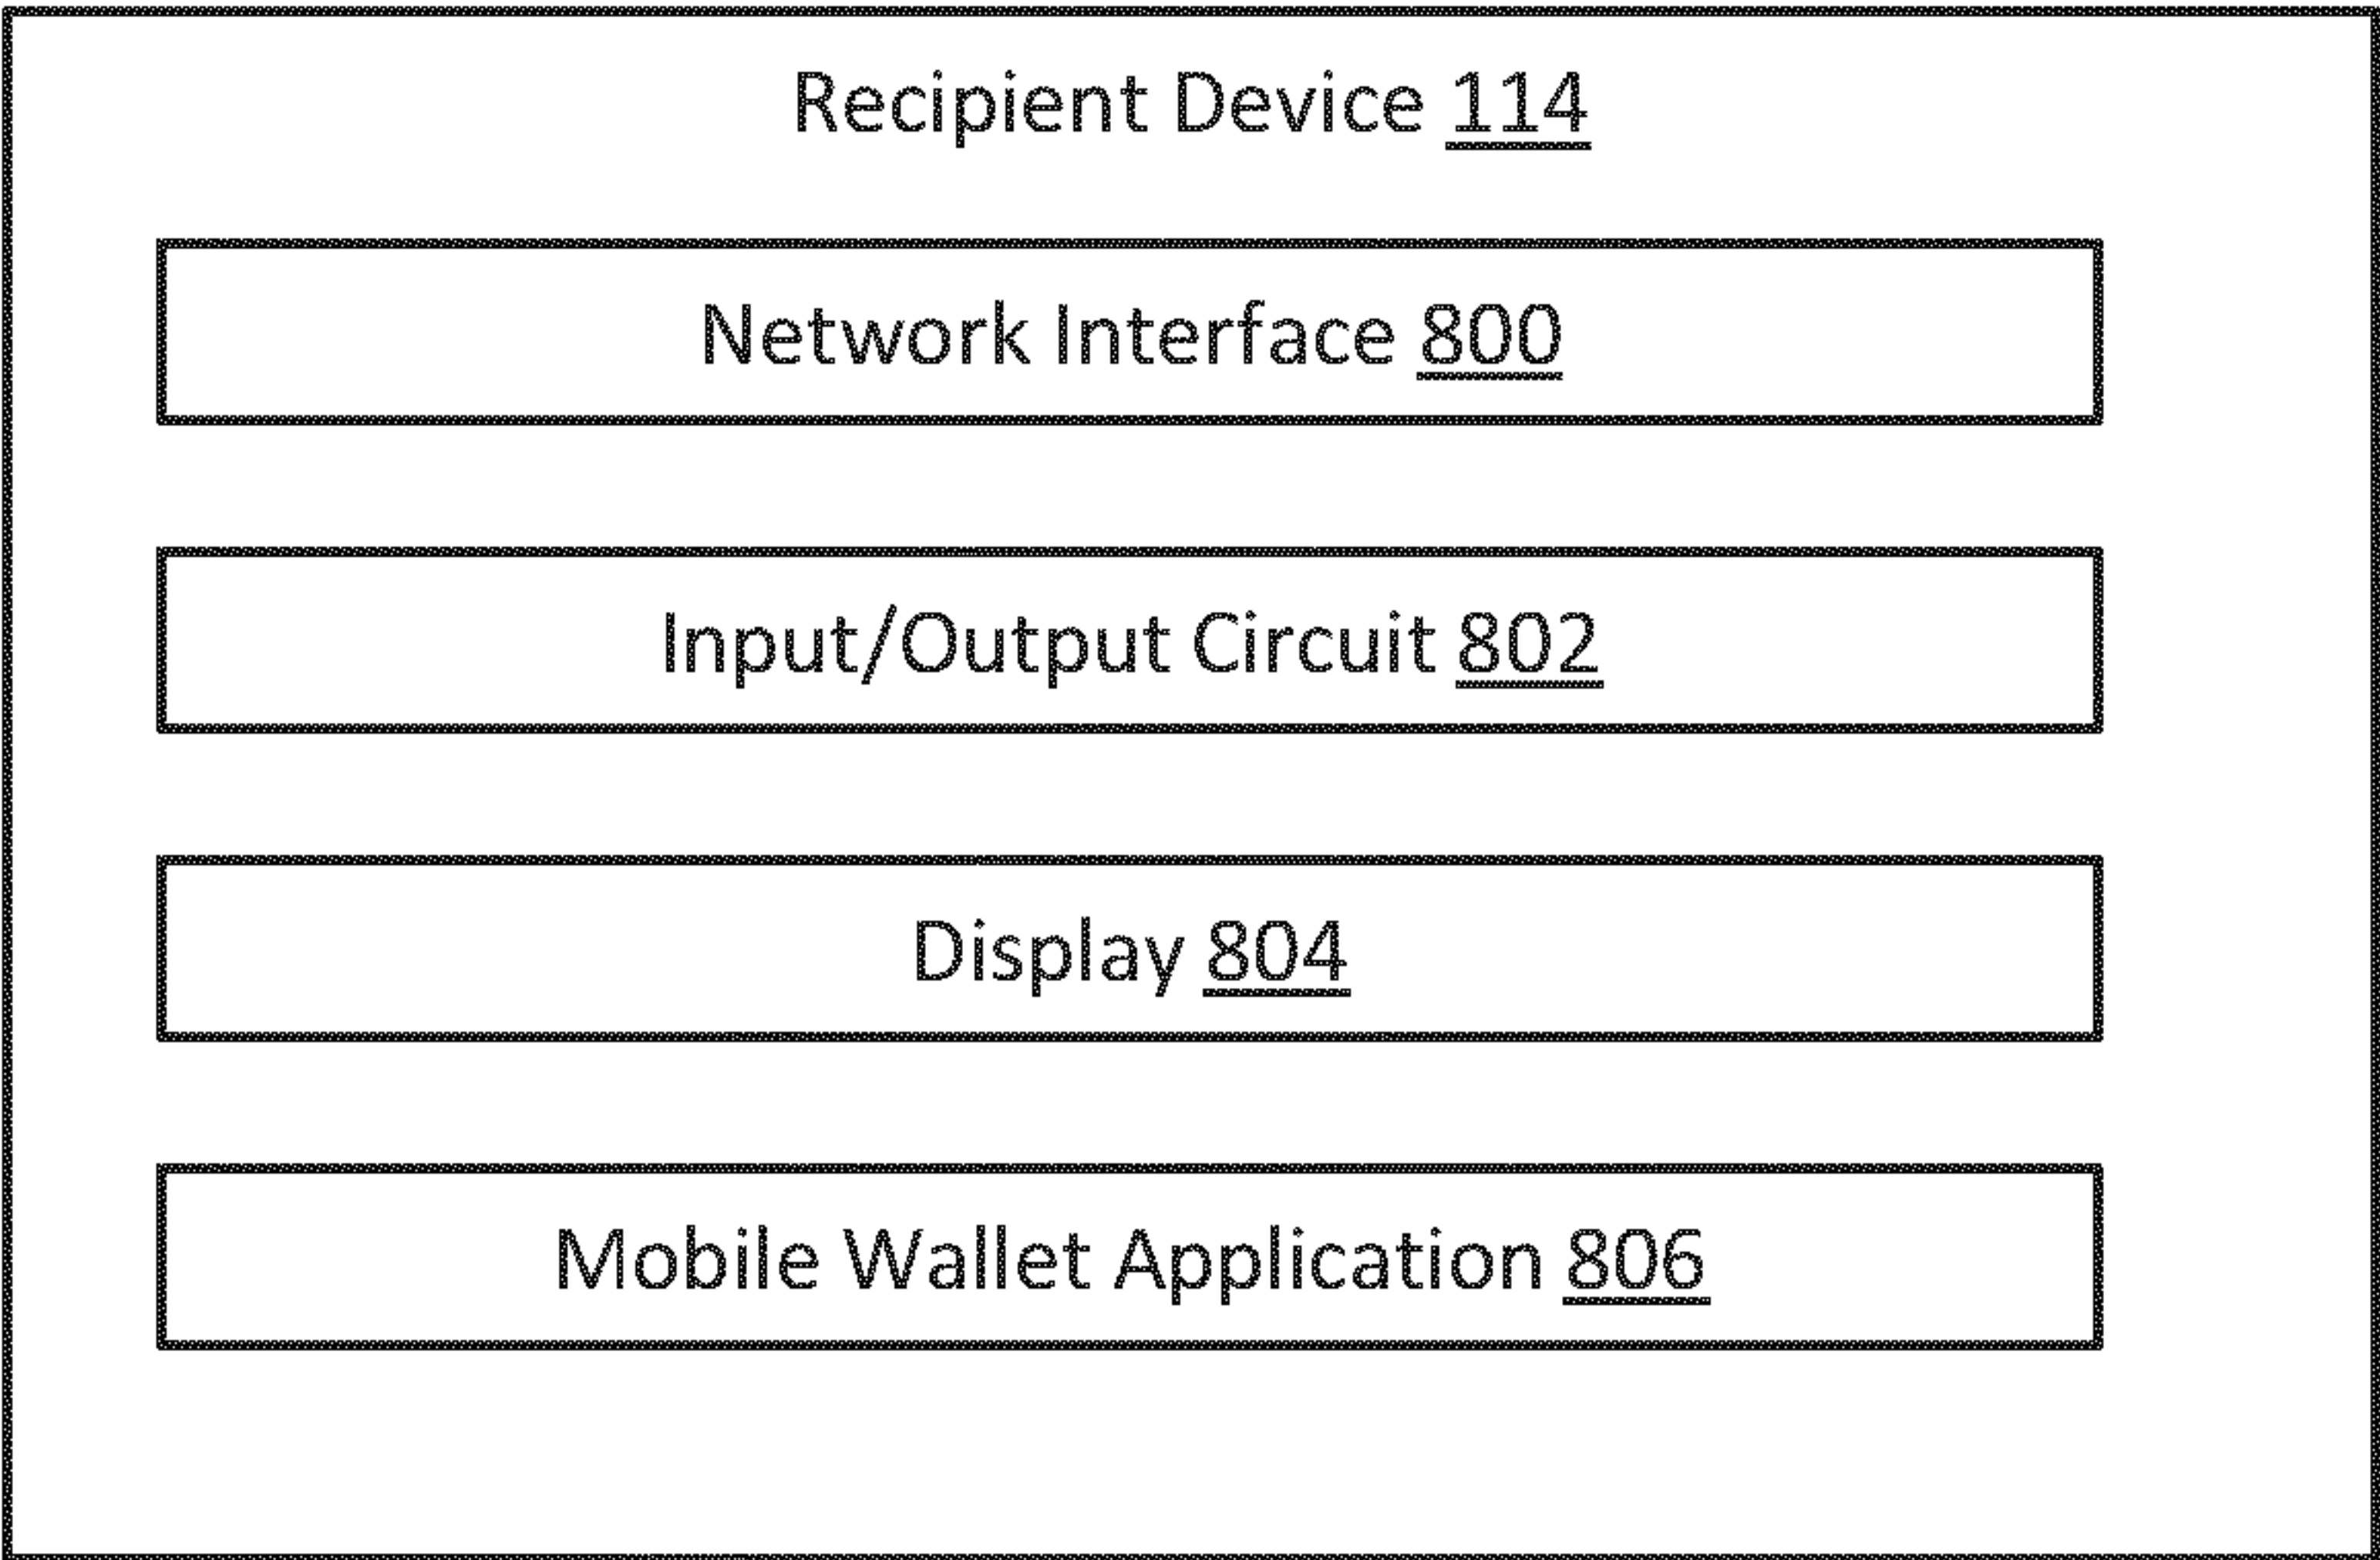 Recipient Device 114
Network Interface 800
Input/Output Circuit 802
Display 804
Mobile Wallet Application 806